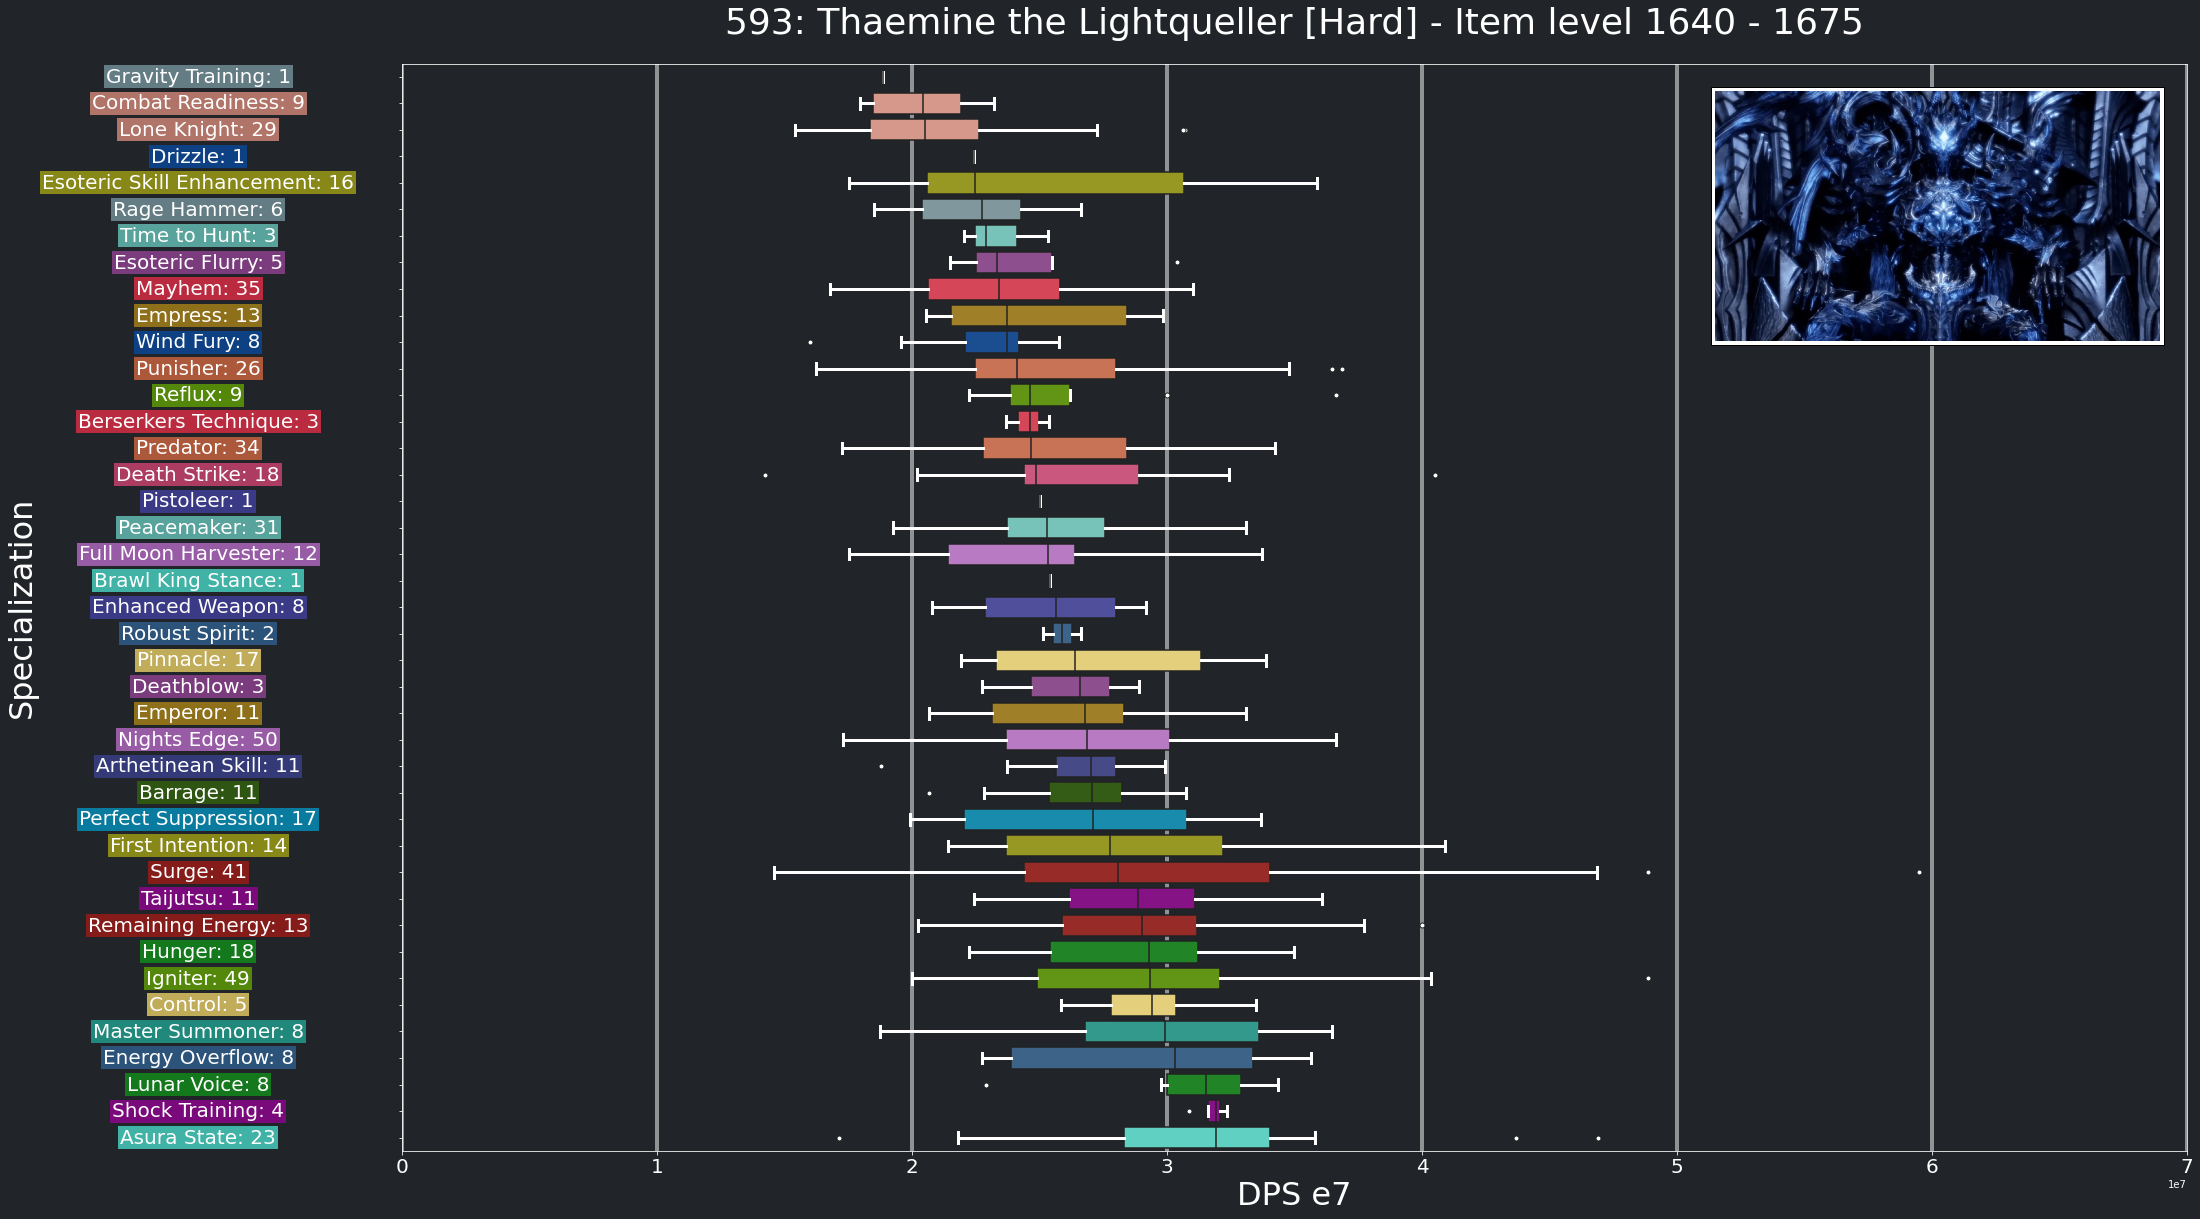 593: Thaemine the Lightqueller [Hard] - Item level 1640 - 1675
Specialization
Gravity Training: 1
Combat Readiness: 9
Lone Knight: 29
Drizzle: 1
Esoteric Skill Enhancement: 16
Rage Hammer: 6
Time to Hunt: 3
Esoteric Flurry: 5
Mayhem: 35
Empress: 13
Wind Fury: 8
Punisher: 26
Reflux: 9
Berserkers Technique: 3
Predator: 34
Death Strike: 18
Pistoleer: 1
Peacemaker: 31
Full Moon Harvester: 12
Brawl King Stance: 1
Enhanced Weapon: 8
Robust Spirit: 2
Pinnacle: 17
Deathblow: 3
Emperor: 11
Nights Edge: 50
Arthetinean Skill: 11
Barrage: 11
Perfect Suppression: 17
First Intention: 14
Surge: 41
Taijutsu: 11
Remaining Energy: 13
Hunger: 18
Igniter: 49
Control: 5
Master Summoner: 8
Energy Overflow: 8
Lunar Voice: 8
Shock Training: 4
Asura State: 23
0 1 2 3 4 5 6 7
1e7
DPS e7